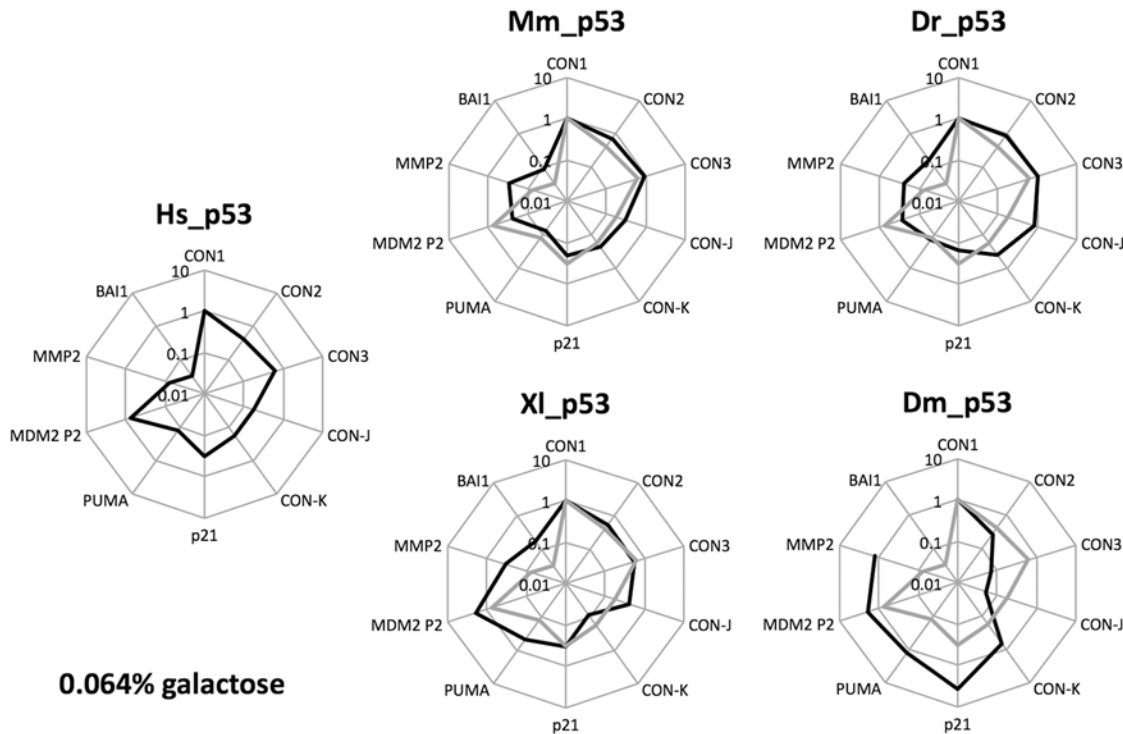 Hs_p53
CON1
CON2
CON3
CON-J
CON-K
p21
PUMA
MDM2 P2
MMP2
BAI1
10
1
0.1
0.01
0.064% galactose
Mm_p53
CON1
CON2
CON3
CON-J
CON-K
p21
PUMA
MDM2 P2
MMP2
BAI1
10
1
0.1
0.01
Dr_p53
CON1
CON2
CON3
CON-J
CON-K
p21
PUMA
MDM2 P2
MMP2
BAI1
10
1
0.1
0.01
Xl_p53
CON1
CON2
CON3
CON-J
CON-K
p21
PUMA
MDM2 P2
MMP2
BAI1
10
1
0.1
0.01
Dm_p53
CON1
CON2
CON3
CON-J
CON-K
p21
PUMA
MDM2 P2
MMP2
BAI1
10
1
0.1
0.01